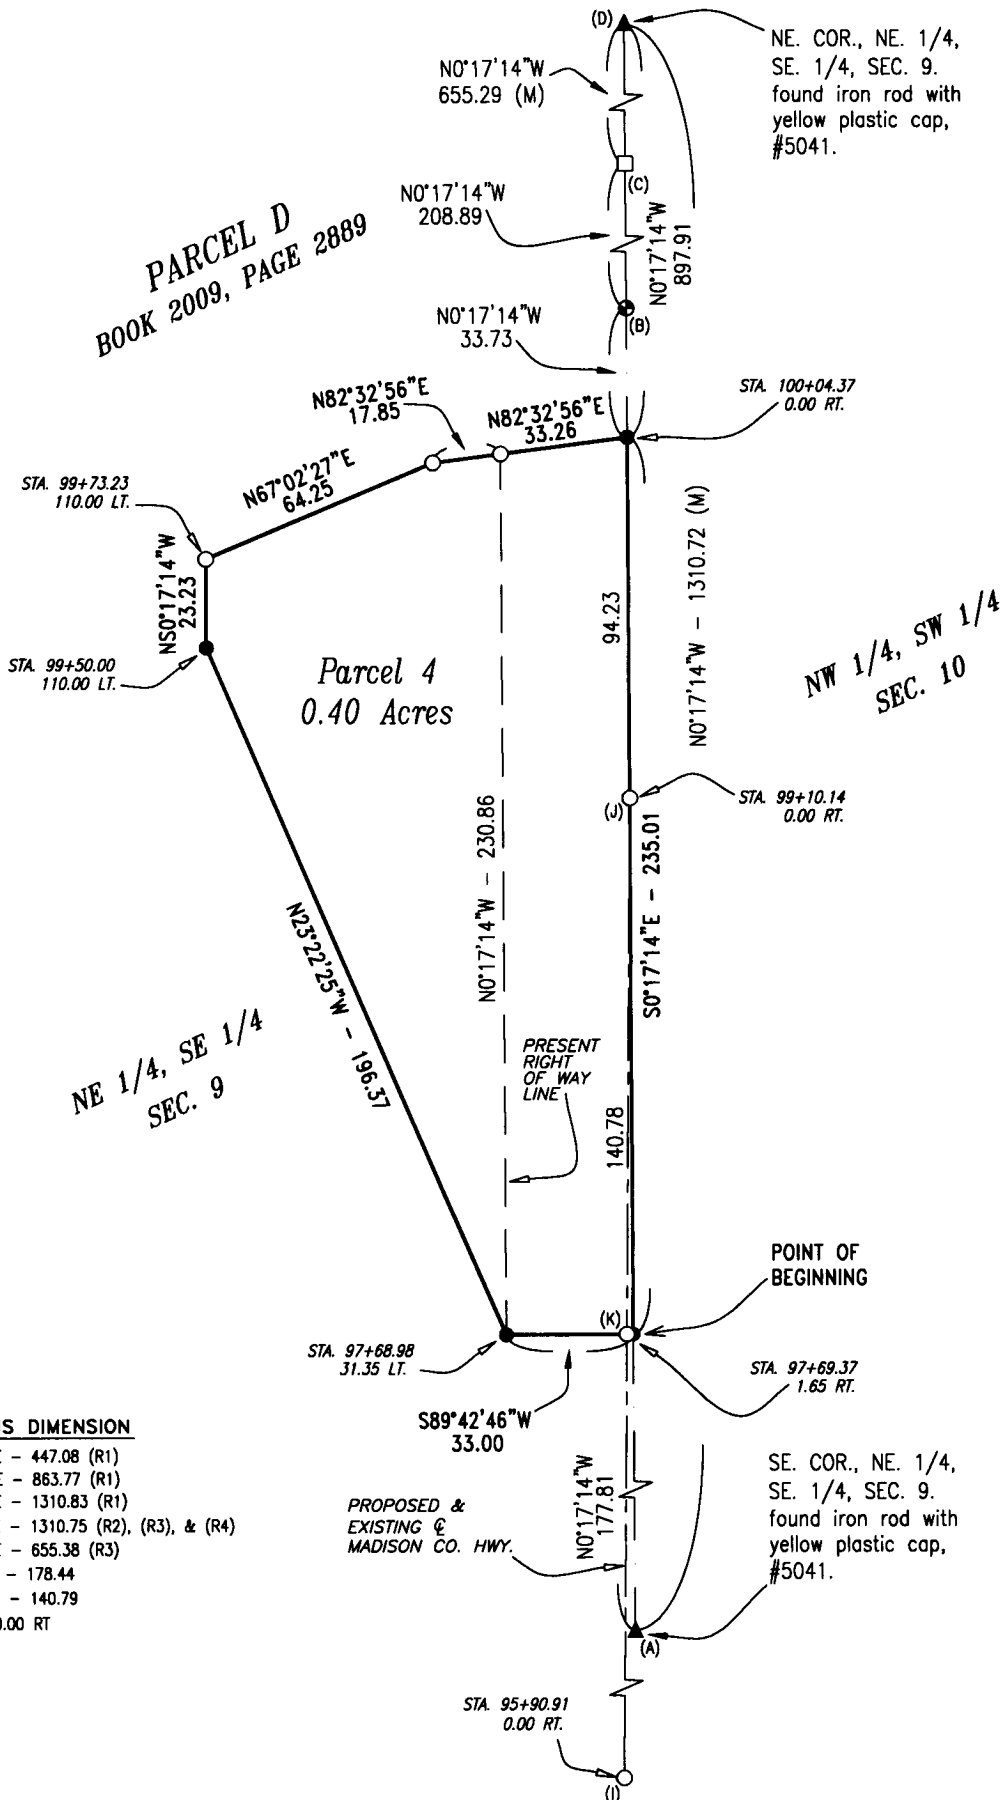 (D)
NE. COR., NE. 1/4,
SE. 1/4, SEC. 9.
found iron rod with
yellow plastic cap,
#5041.
N0°17'14"W
655.29 (M)
(C)
N0°17'14"W
208.89
N0°17'14"W
897.91
PARCEL D
BOOK 2009, PAGE 2889
(B)
N0°17'14"W
33.73
STA. 100+04.37
0.00 RT.
N82°32'56"E
17.85
N82°32'56"E
33.26
N67°02'27"E
64.25
STA. 99+73.23
110.00 LT.
NS0°17'14"W
23.23
STA. 99+50.00
110.00 LT.
94.23
N0°17'14"W - 1310.72 (M)
NW 1/4, SW 1/4
SEC. 10
Parcel 4
0.40 Acres
STA. 99+10.14
0.00 RT.
(J)
N0°17'14"W - 230.86
S0°17'14"E - 235.01
N23°22'25"W - 196.37
NE 1/4, SE 1/4
SEC. 9
PRESENT
RIGHT
OF WAY
LINE
140.78
POINT OF
BEGINNING
(K)
STA. 97+68.98
31.35 LT.
STA. 97+69.37
1.65 RT.
S89°42'46"W
33.00
S DIMENSION
- 447.08 (R1)
- 863.77 (R1)
- 1310.83 (R1)
- 1310.75 (R2), (R3), & (R4)
- 655.38 (R3)
- 178.44
- 140.79
.00 RT
PROPOSED &
EXISTING ℄
MADISON CO. HWY.
N0°17'14"W
177.81
SE. COR., NE. 1/4,
SE. 1/4, SEC. 9.
found iron rod with
yellow plastic cap,
#5041.
(A)
STA. 95+90.91
0.00 RT.
(I)